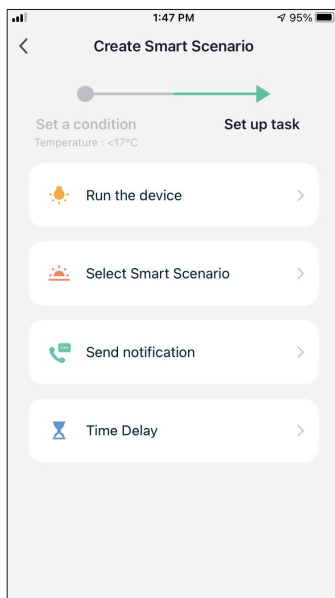 1:47 PM 95%
Create Smart Scenario
Set a condition Set up task
Temperature : <17°C
Run the device
Select Smart Scenario
Send notification
Time Delay